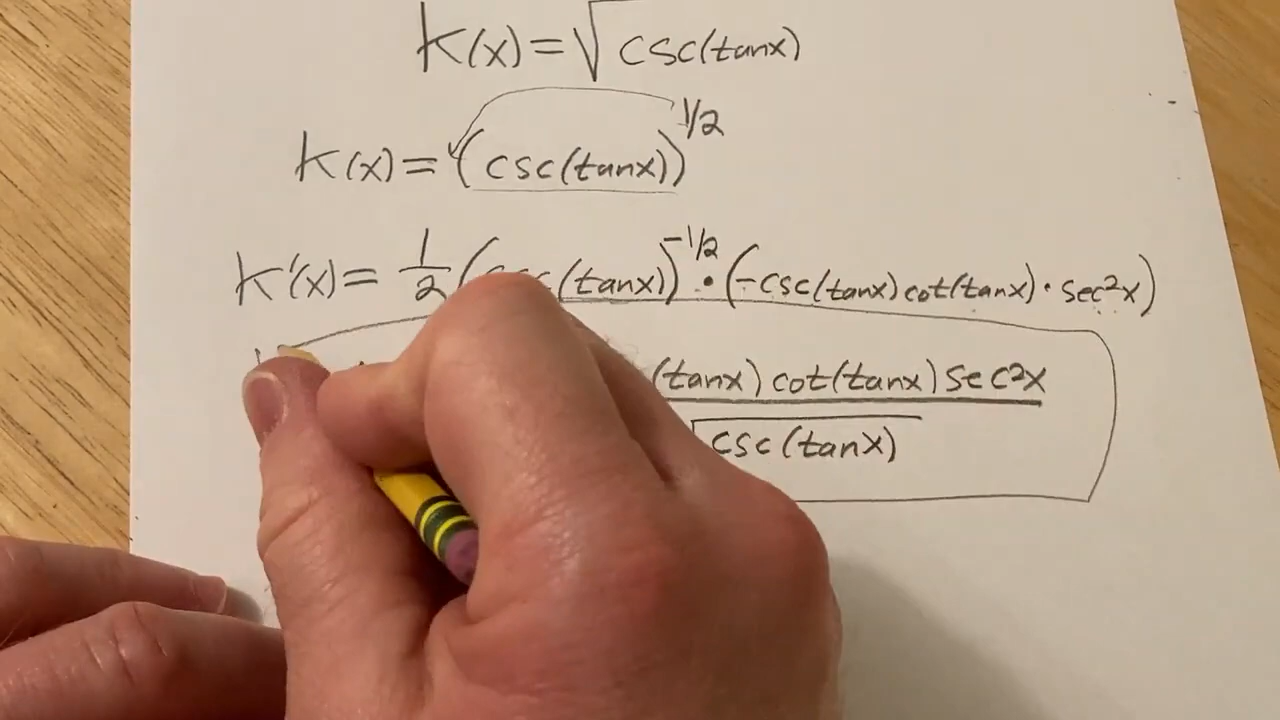 K(x) = √csc(tanx)
K(x) = (csc(tanx))^1/2
K'(x) = 1/2 (csc(tanx))^-1/2 • (-csc(tanx) cot(tanx) · sec²x)
(tanx) cot(tanx) sec²x
√csc(tanx)